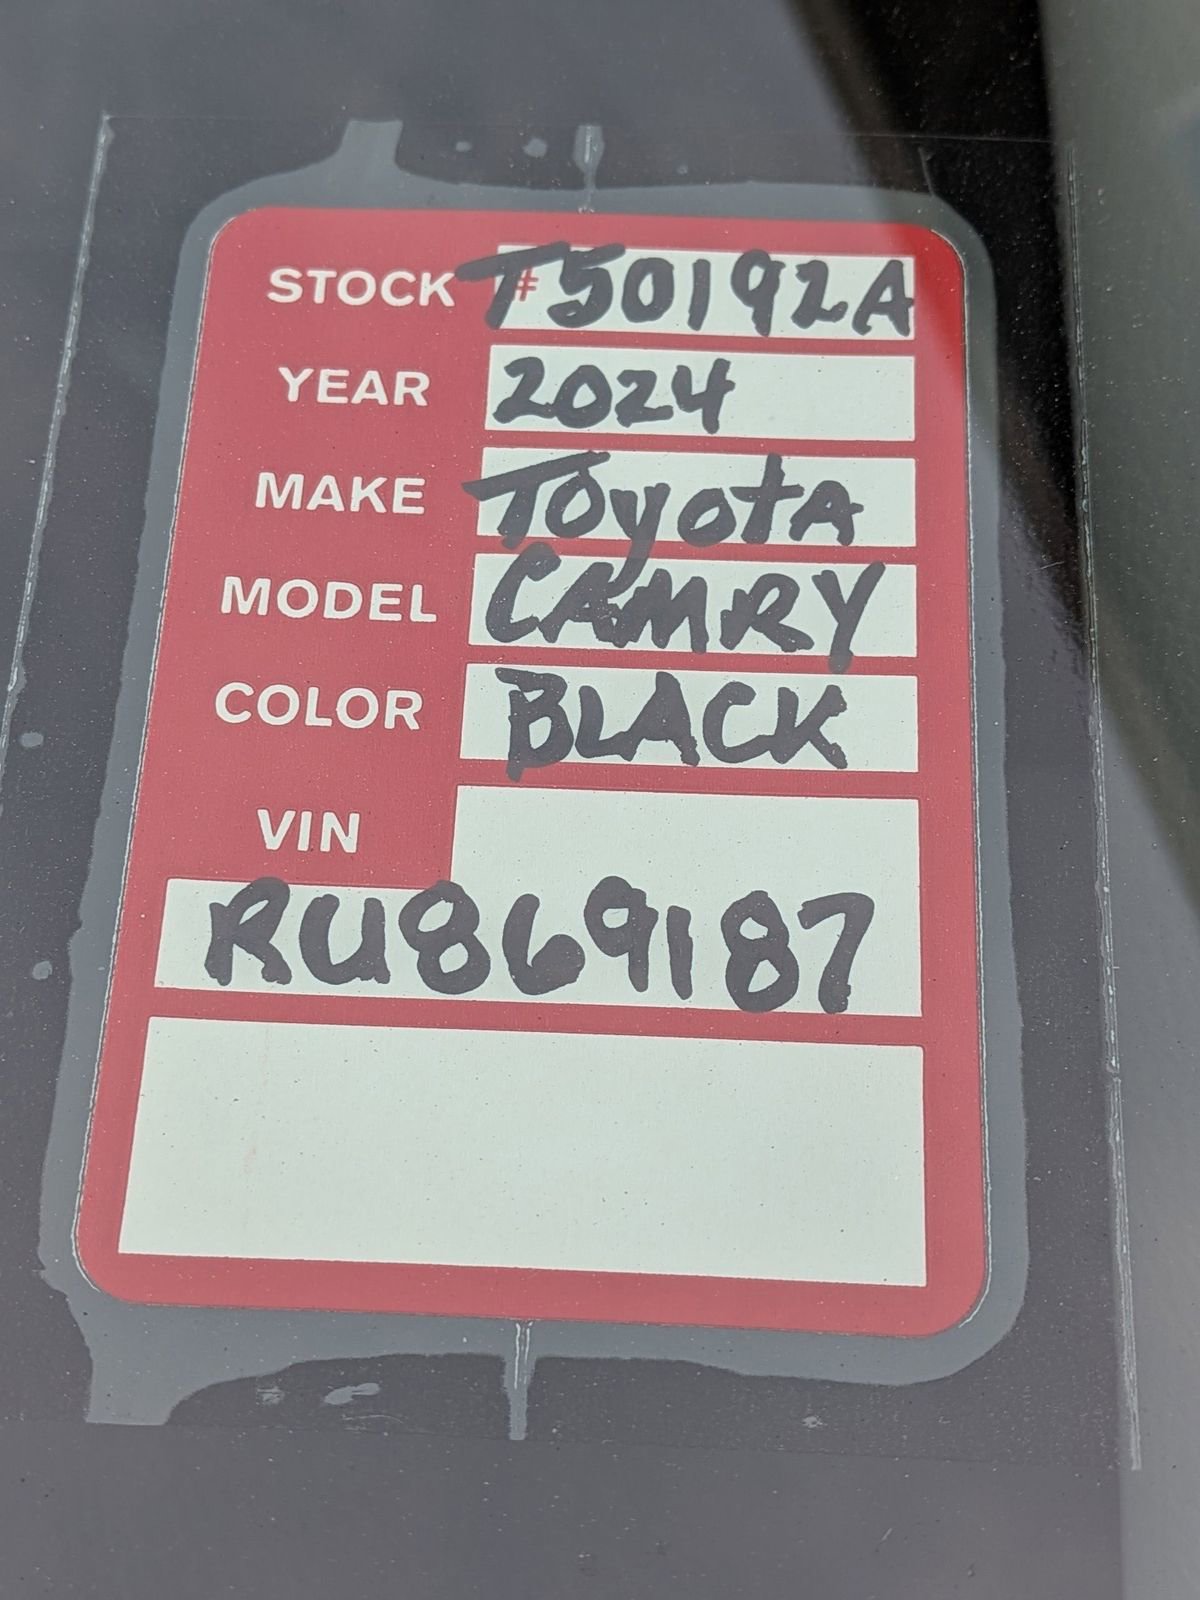 STOCK # T50192A
YEAR 2024
MAKE Toyota
MODEL CAMRY
COLOR BLACK
VIN
RU869187